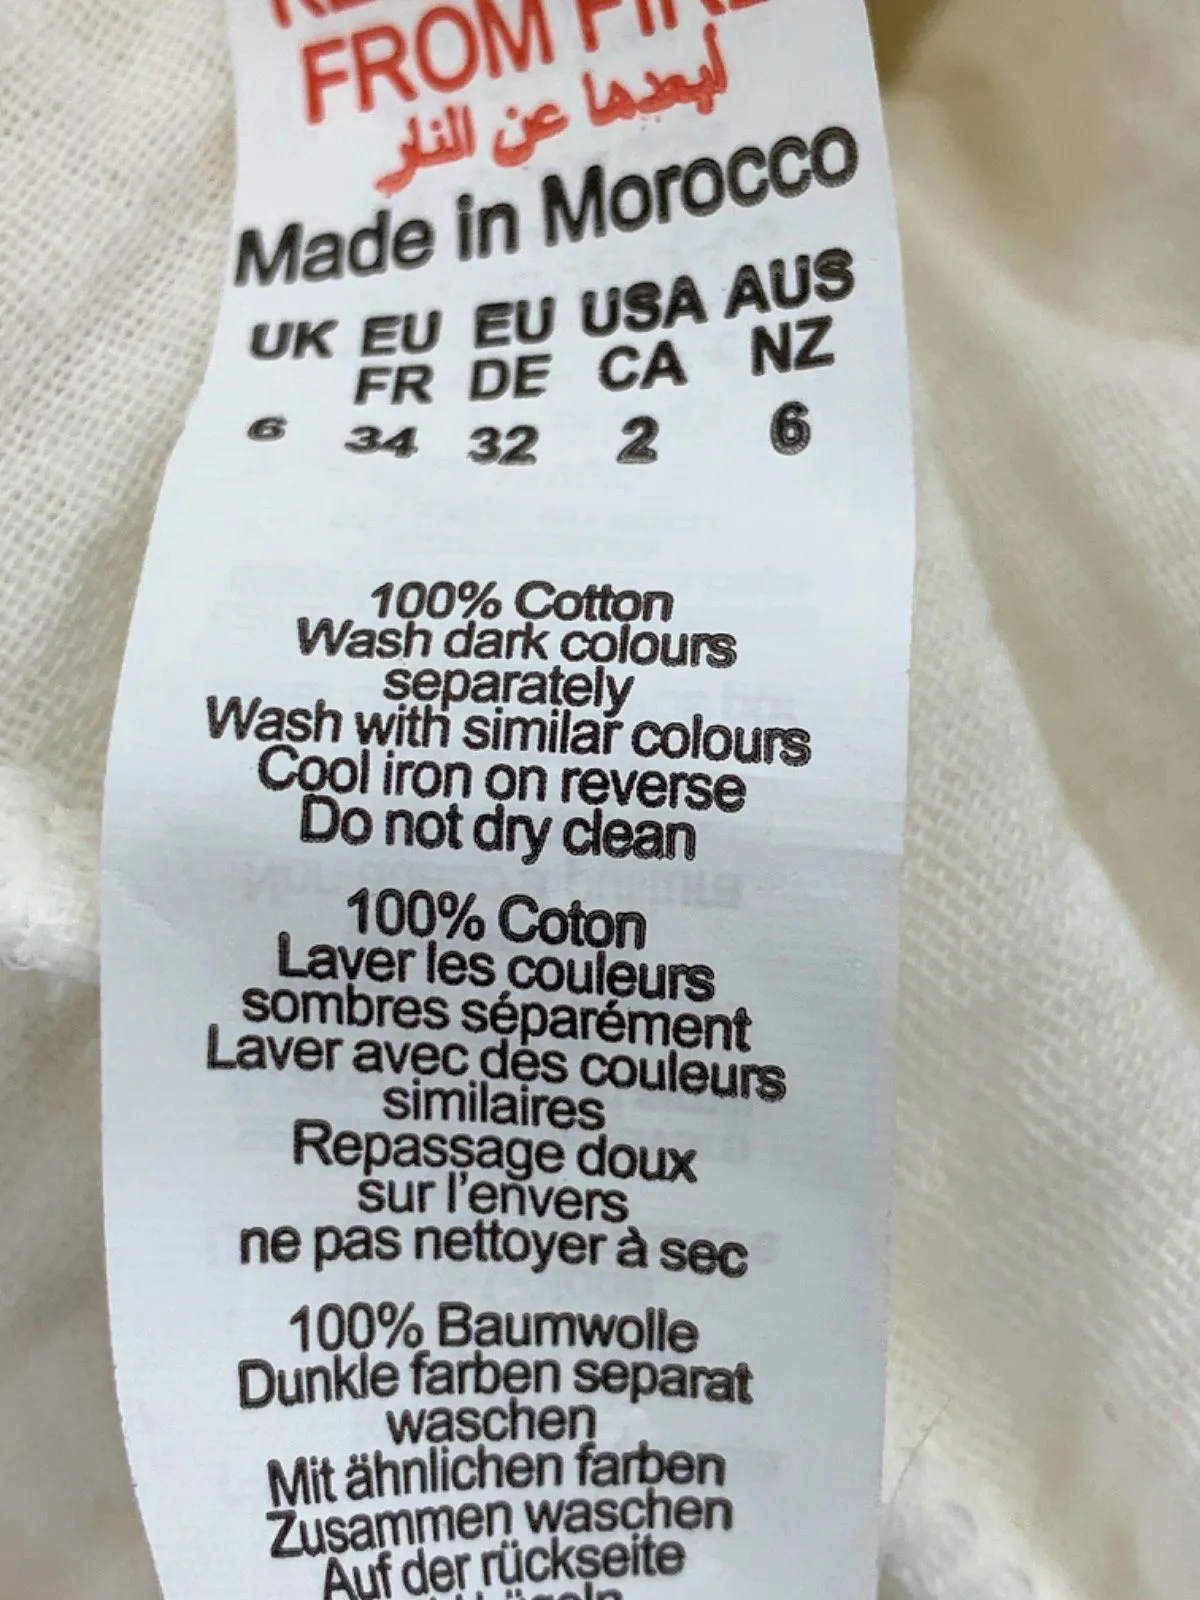 FROM FIRE
أبعدها عن النار
Made in Morocco
UK EU EU USA AUS
FR DE CA NZ
6 34 32 2 6
100% Cotton
Wash dark colours
separately
Wash with similar colours
Cool iron on reverse
Do not dry clean
100% Coton
Laver les couleurs
sombres séparément
Laver avec des couleurs
similaires
Repassage doux
sur l'envers
ne pas nettoyer à sec
100% Baumwolle
Dunkle farben separat
waschen
Mit ähnlichen farben
Zusammen waschen
Auf der rückseite